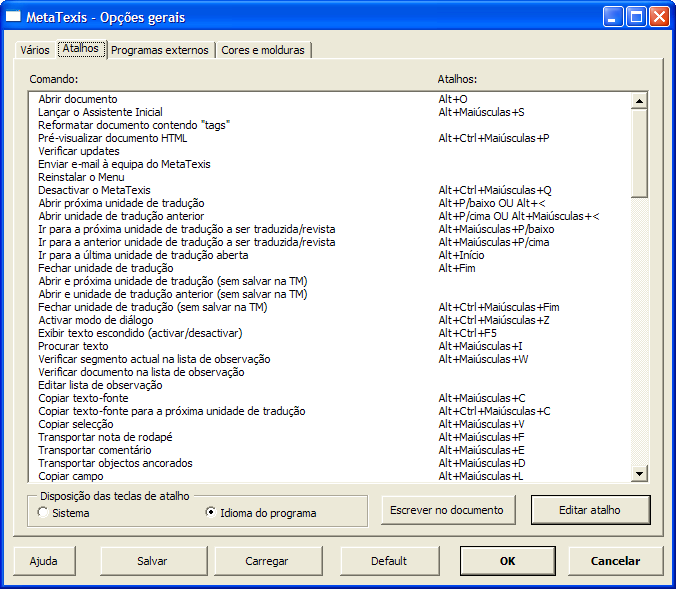 MetaTexis - Opções gerais
Vários Atalhos Programas externos Cores e molduras
Comando: Atalhos:
Abrir documento Alt+O
Lançar o Assistente Inicial Alt+Maiúsculas+S
Reformatar documento contendo "tags"
Pré-visualizar documento HTML Alt+Ctrl+Maiúsculas+P
Verificar updates
Enviar e-mail à equipa do MetaTexis
Reinstalar o Menu
Desactivar o MetaTexis Alt+Ctrl+Maiúsculas+Q
Abrir próxima unidade de tradução Alt+P/baixo OU Alt+<
Abrir unidade de tradução anterior Alt+P/cima OU Alt+Maiúsculas+<
Ir para a próxima unidade de tradução a ser traduzida/revista Alt+Maiúsculas+P/baixo
Ir para a anterior unidade de tradução a ser traduzida/revista Alt+Maiúsculas+P/cima
Ir para a última unidade de tradução aberta Alt+Início
Fechar unidade de tradução Alt+Fim
Abrir e próxima unidade de tradução (sem salvar na TM)
Abrir e unidade de tradução anterior (sem salvar na TM)
Fechar unidade de tradução (sem salvar na TM) Alt+Ctrl+Maiúsculas+Fim
Activar modo de diálogo Alt+Ctrl+Maiúsculas+Z
Exibir texto escondido (activar/desactivar) Alt+Ctrl+F5
Procurar texto Alt+Maiúsculas+I
Verificar segmento actual na lista de observação Alt+Maiúsculas+W
Verificar documento na lista de observação
Editar lista de observação
Copiar texto-fonte Alt+Maiúsculas+C
Copiar texto-fonte para a próxima unidade de tradução Alt+Ctrl+Maiúsculas+C
Copiar selecção Alt+Maiúsculas+V
Transportar nota de rodapé Alt+Maiúsculas+F
Transportar comentário Alt+Maiúsculas+E
Transportar objectos ancorados Alt+Maiúsculas+D
Copiar campo Alt+Maiúsculas+L
Disposição das teclas de atalho
Sistema Idioma do programa Escrever no documento Editar atalho
Ajuda Salvar Carregar Default OK Cancelar